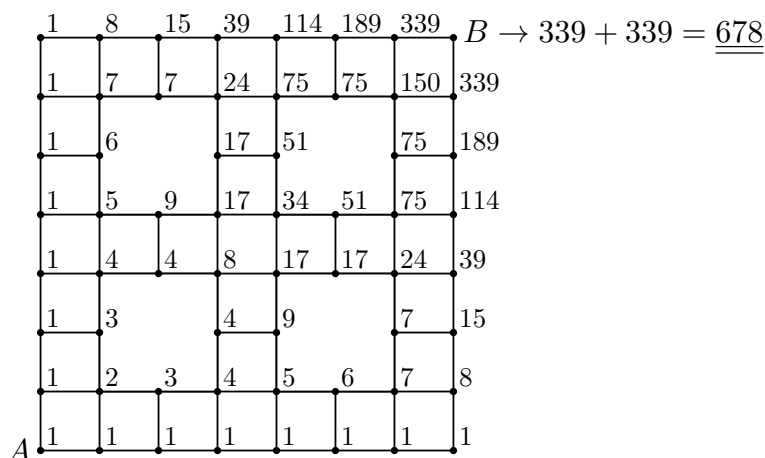 1 8 15 39 114 189 339 B → 339 + 339 = 678
1 7 7 24 75 75 150 339
1 6 17 51 75 189
1 5 9 17 34 51 75 114
1 4 4 8 17 17 24 39
1 3 4 9 7 15
1 2 3 4 5 6 7 8
A 1 1 1 1 1 1 1 1